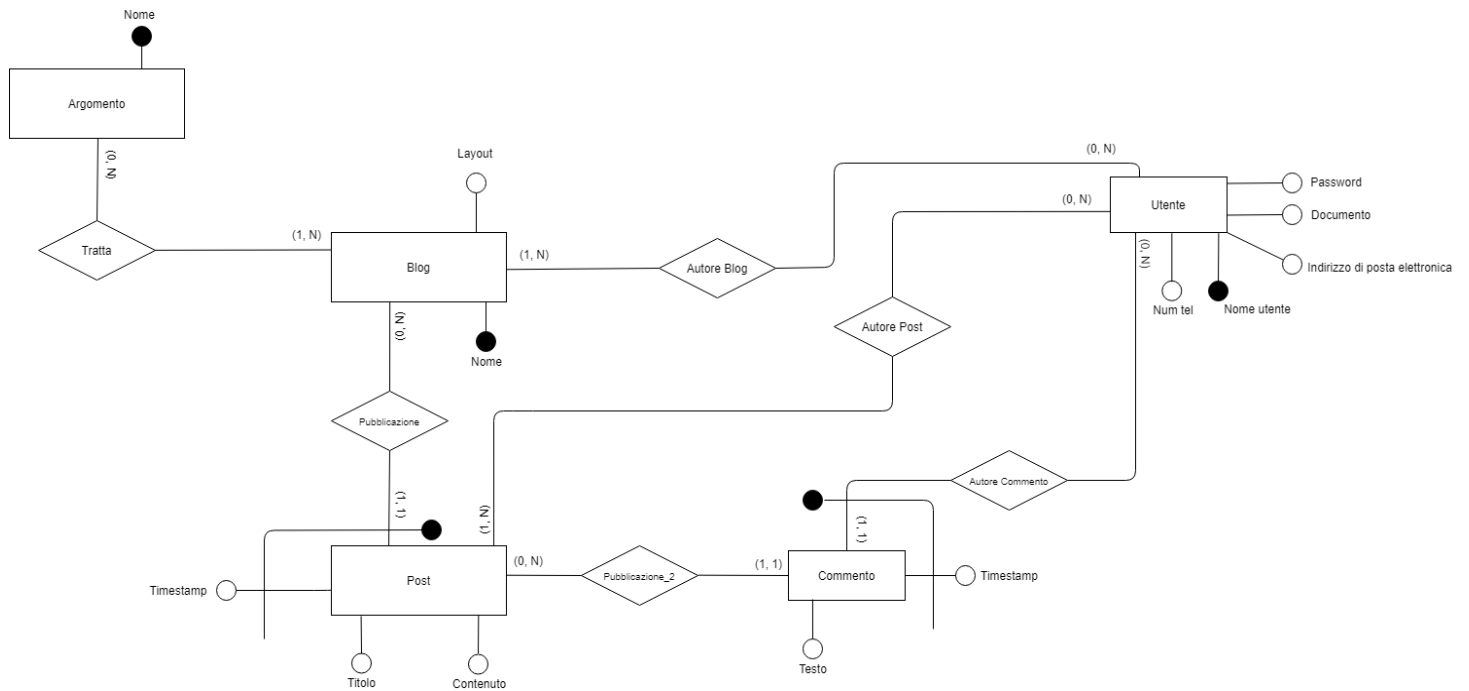 Nome
Argomento
(0, N)
Layout
(0, N)
Password
Utente
(0, N)
Documento
(1, N)
Tratta
Blog
(1, N)
Autore Blog
(0, N)
Indirizzo di posta elettronica
Num tel
Nome utente
(0, N)
Autore Post
Nome
Pubblicazione
Autore Commento
(1, 1)
(1, N)
(1, 1)
(0, N)
(1, 1)
Pubblicazione_2
Post
Commento
Timestamp
Timestamp
Testo
Titolo
Contenuto